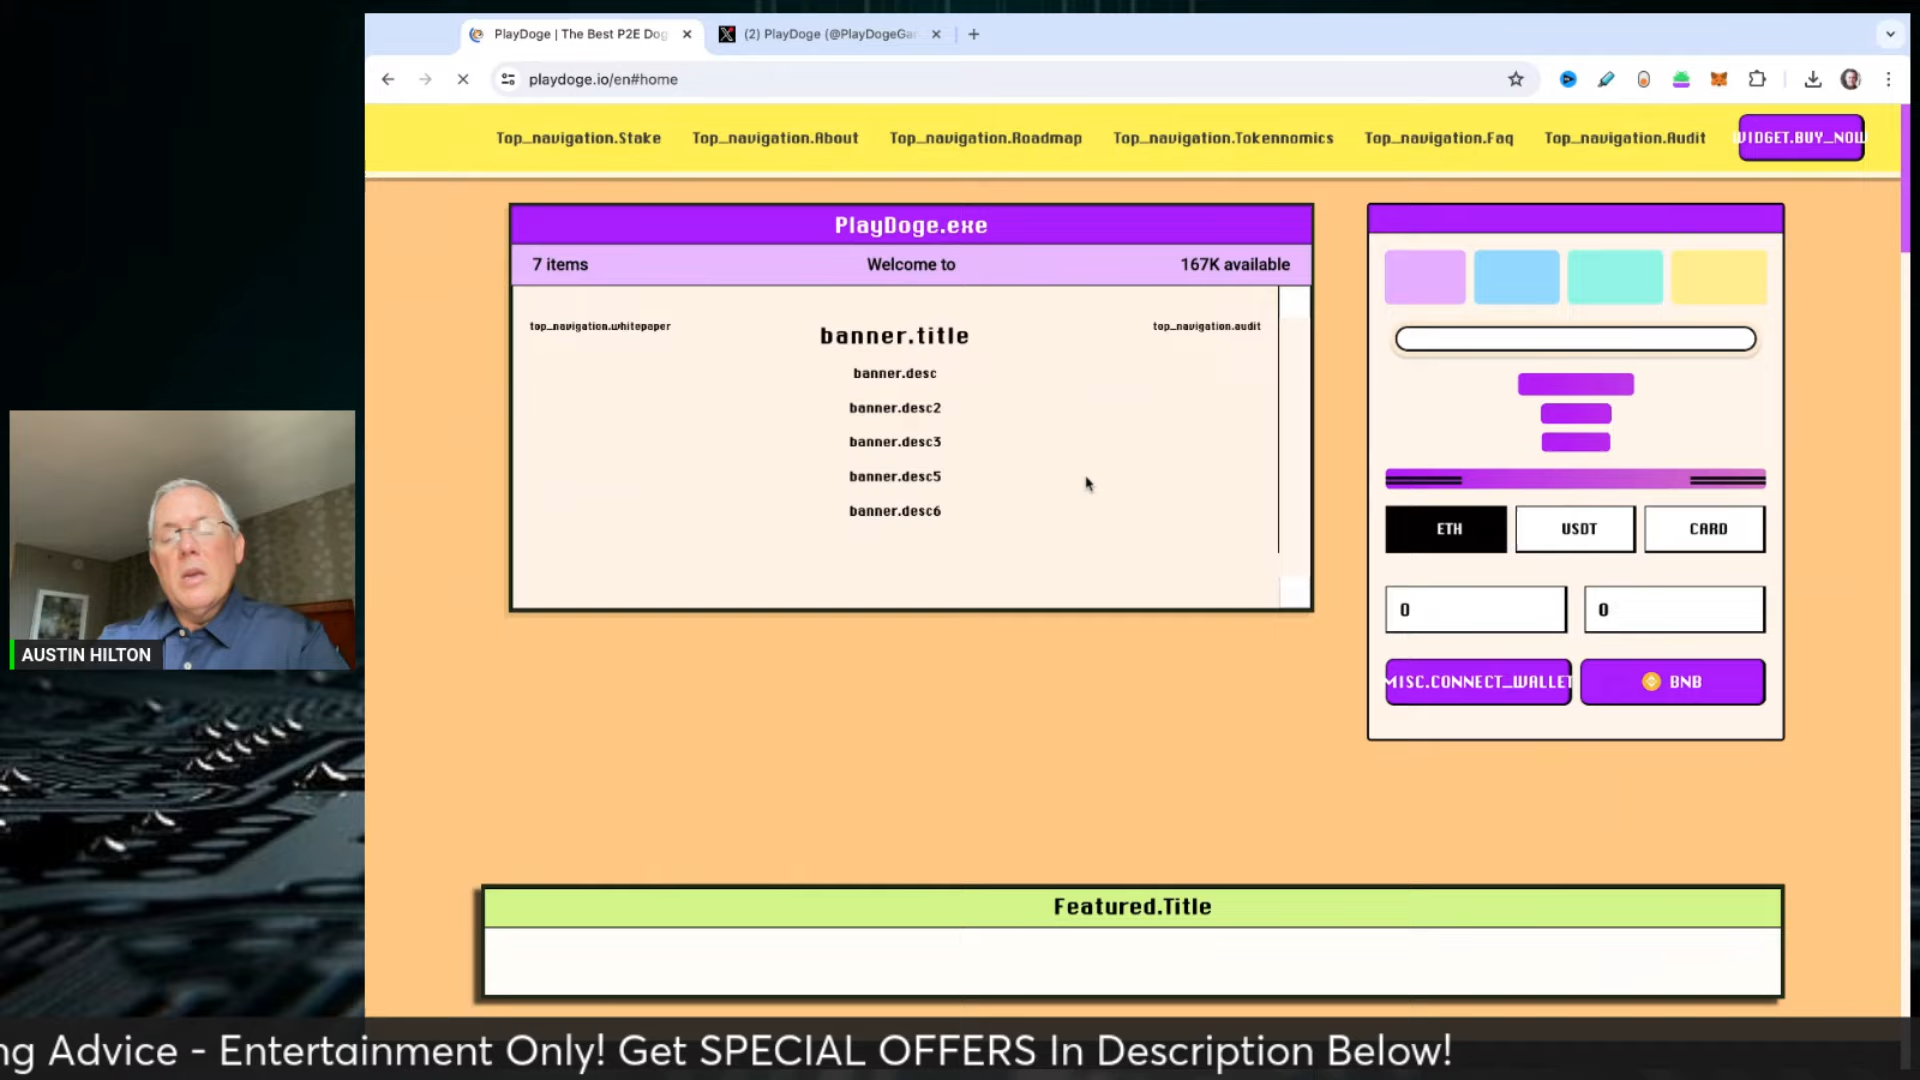 PlayDoge | The Best P2E Dog
(2) PlayDoge (@PlayDogeGa
playdoge.io/en#home
Top_navigation.Stake
Top_navigation.About
Top_navigation.Roadmap
Top_navigation.Tokennomics
Top_navigation.Faq
Top_navigation.Audit
WIDGET.BUY_NOW
PlayDoge.exe
7 items
Welcome to
167K available
top_navigation.whitepaper
banner.title
top_navigation.audit
banner.desc
banner.desc2
banner.desc3
banner.desc5
banner.desc6
ETH
USDT
CARD
0
0
MISC.CONNECT_WALLET
BNB
AUSTIN HILTON
Featured.Title
ng Advice - Entertainment Only! Get SPECIAL OFFERS In Description Below!